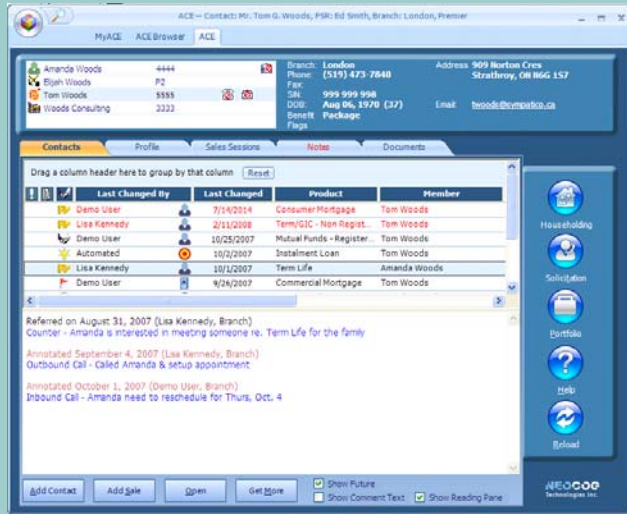 ACE – Contact: Mr. Tom G. Woods, PSR: Ed Smith, Branch: London, Premier
MyACE ACE Browser ACE
Amanda Woods 4444
Elijah Woods P2
Tom Woods 5555
Woods Consulting 3333
Branch: London
Phone: (519) 473-7840
Fax:
SIN: 999 999 998
DOB: Aug 06, 1970 (37)
Benefit Package
Flags
Address 909 Norton Cres
Strathroy, ON N6G 1S7
Email: twoods@sympatico.ca
Contacts Profile Sales Sessions Notes Documents
Drag a column header here to group by that column Reset
Last Changed By Last Changed Product Member
Demo User 7/14/2014 Consumer Mortgage Tom Woods
Lisa Kennedy 2/11/2008 Term/GIC - Non Regist... Tom Woods
Demo User 10/25/2007 Mutual Funds - Register... Tom Woods
Automated 10/2/2007 Instalment Loan Tom Woods
Lisa Kennedy 10/1/2007 Term Life Amanda Woods
Demo User 9/26/2007 Commercial Mortgage Tom Woods
Referred on August 31, 2007 (Lisa Kennedy, Branch)
Counter - Amanda is interested in meeting someone re. Term Life for the family
Annotated September 4, 2007 (Lisa Kennedy, Branch)
Outbound Call - Called Amanda & setup appointment
Annotated October 1, 2007 (Demo User, Branch)
Inbound Call - Amanda need to reschedule for Thurs, Oct. 4
Householding
Solicitation
Portfolio
Help
Reload
Add Contact Add Sale Open Get More
Show Future
Show Comment Text Show Reading Pane
NEOCOG
Technologies Inc.